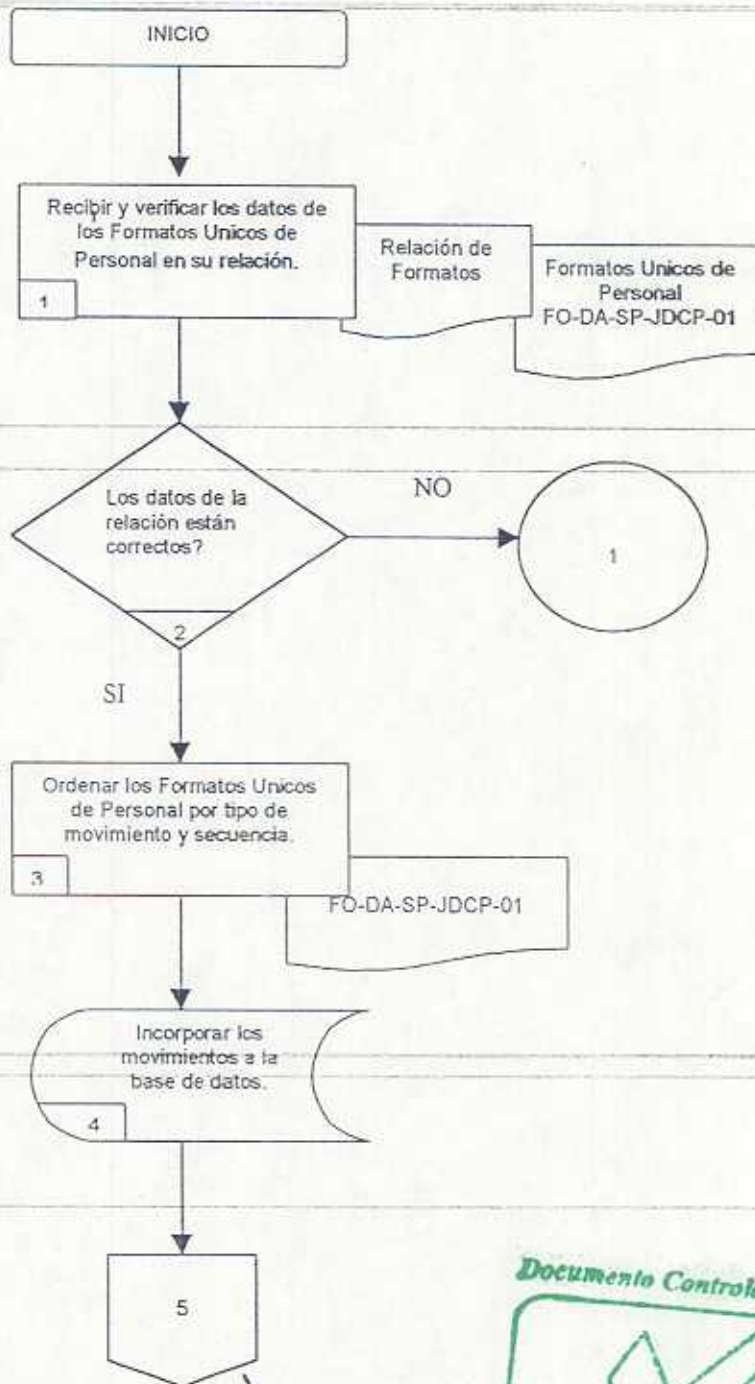 INICIO
Recibir y verificar los datos de
los Formatos Unicos de
Personal en su relación.
1
Relación de
Formatos
Formatos Unicos de
Personal
FO-DA-SP-JDCP-01
Los datos de la
relación están
correctos?
2
NO
1
SI
Ordenar los Formatos Unicos
de Personal por tipo de
movimiento y secuencia.
3
FO-DA-SP-JDCP-01
Incorporar los
movimientos a la
base de datos.
4
5
Documento